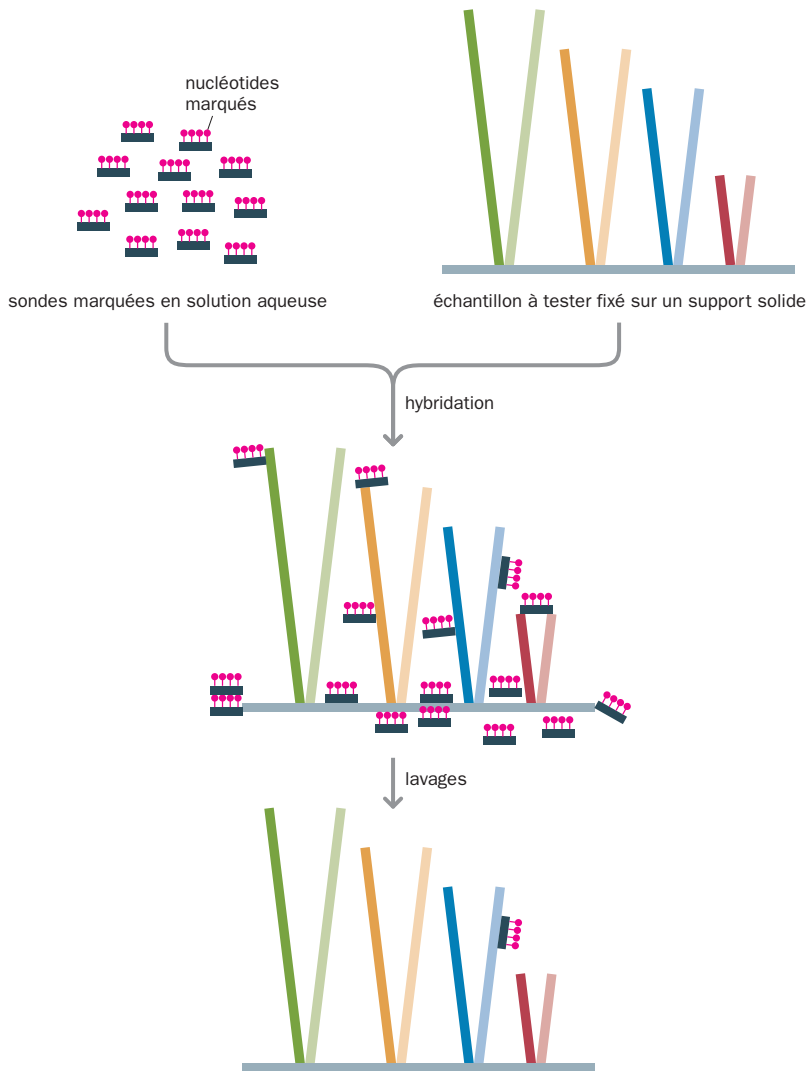 nucléotides
marqués
sondes marquées en solution aqueuse
échantillon à tester fixé sur un support solide
hybridation
lavages